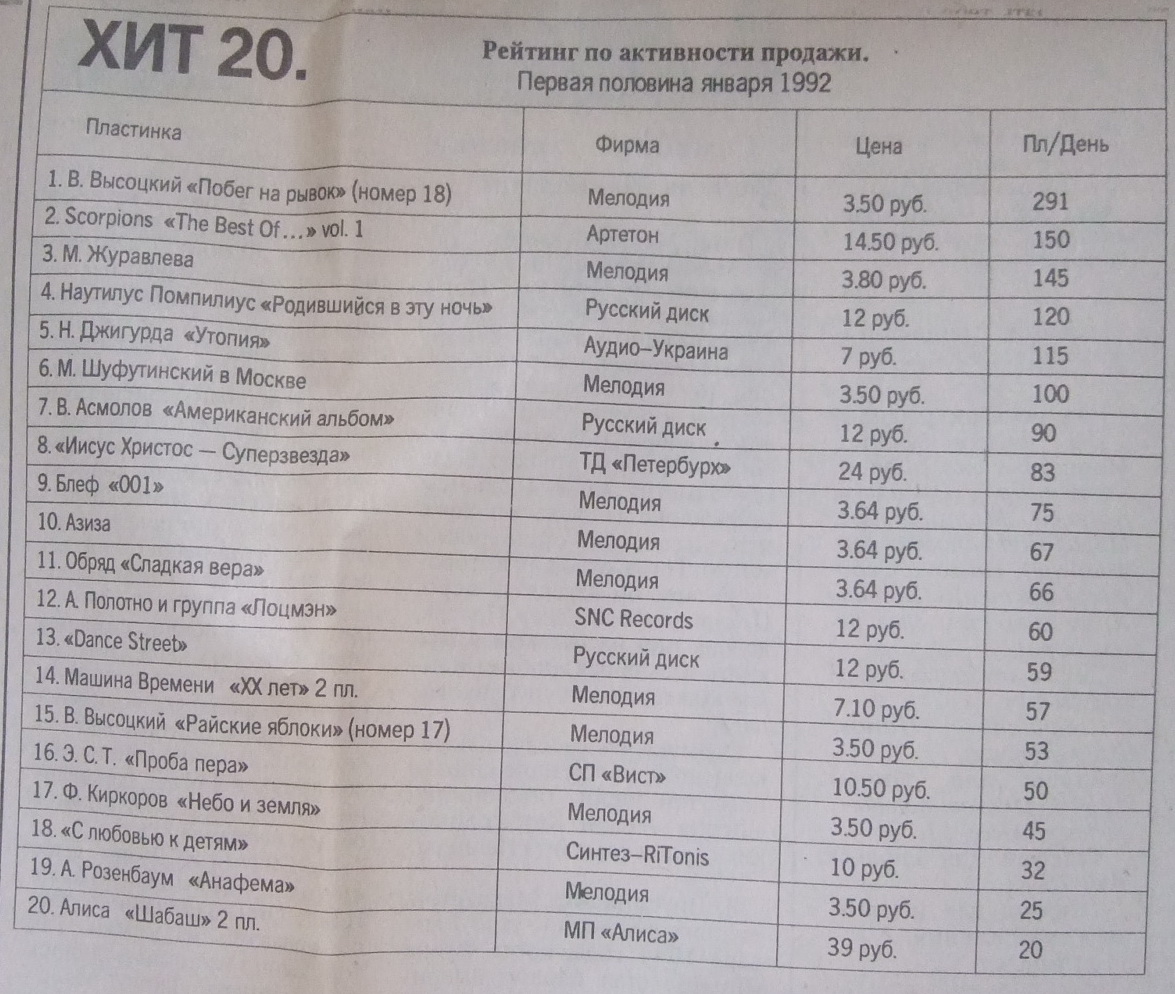 ХИТ 20.
Рейтинг по активности продажи.
Первая половина января 1992
Пластинка Фирма Цена Пл/День
1. В. Высоцкий «Побег на рывок» (номер 18) Мелодия 3.50 руб. 291
2. Scorpions «The Best Of...» vol. 1 Артетон 14.50 руб. 150
3. М. Журавлева Мелодия 3.80 руб. 145
4. Наутилус Помпилиус «Родившийся в эту ночь» Русский диск 12 руб. 120
5. Н. Джигурда «Утопия» Аудио–Украина 7 руб. 115
6. М. Шуфутинский в Москве Мелодия 3.50 руб. 100
7. В. Асмолов «Американский альбом» Русский диск 12 руб. 90
8. «Иисус Христос — Суперзвезда» ТД «Петербурх» 24 руб. 83
9. Блеф «001» Мелодия 3.64 руб. 75
10. Азиза Мелодия 3.64 руб. 67
11. Обряд «Сладкая вера» Мелодия 3.64 руб. 66
12. А. Полотно и группа «Лоцмэн» SNC Records 12 руб. 60
13. «Dance Street» Русский диск 12 руб. 59
14. Машина Времени «ХХ лет» 2 пл. Мелодия 7.10 руб. 57
15. В. Высоцкий «Райские яблоки» (номер 17) Мелодия 3.50 руб. 53
16. Э. С. Т. «Проба пера» СП «Вист» 10.50 руб. 50
17. Ф. Киркоров «Небо и земля» Мелодия 3.50 руб. 45
18. «С любовью к детям» Синтез–RiTonis 10 руб. 32
19. А. Розенбаум «Анафема» Мелодия 3.50 руб. 25
20. Алиса «Шабаш» 2 пл. МП «Алиса» 39 руб. 20